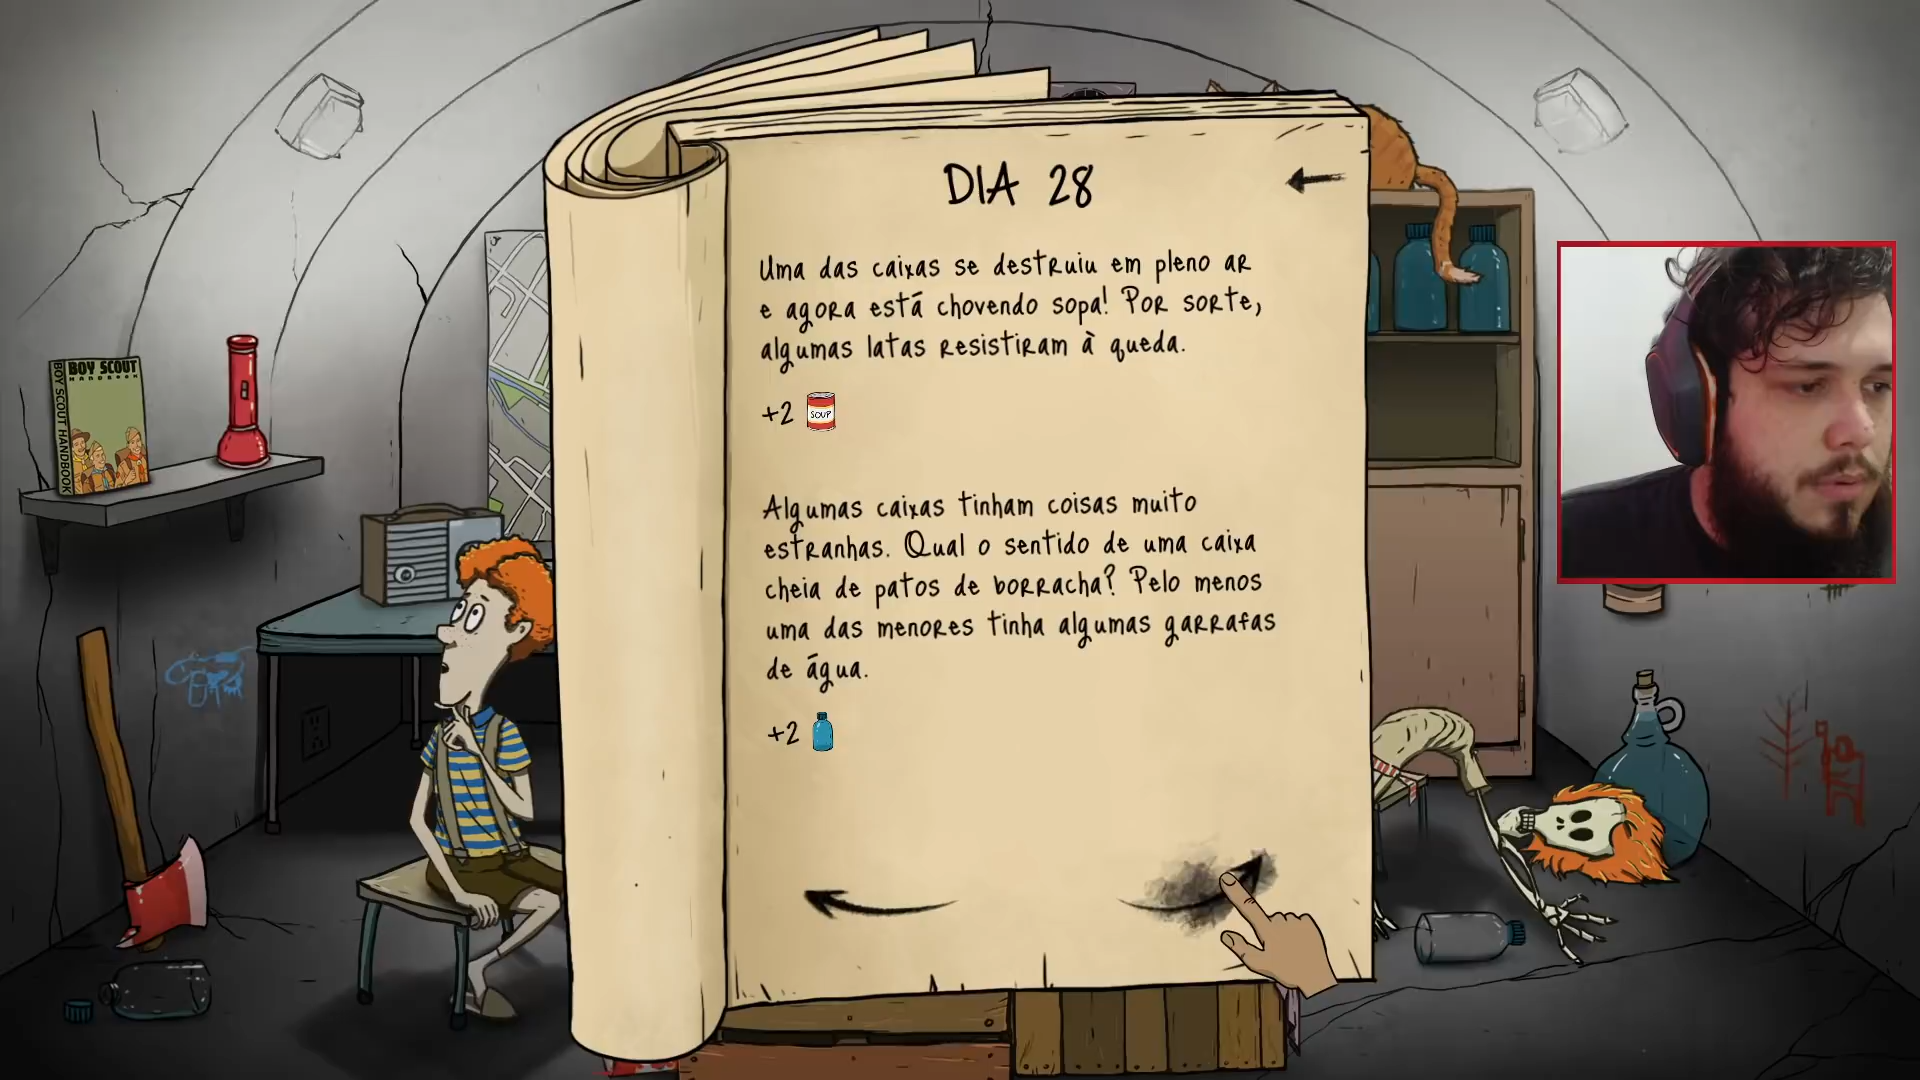 DIA 28
Uma das caixas se destruiu em pleno ar
e agora está chovendo sopa! Por sorte,
algumas latas resistiram à queda.
+2
SOUP
Algumas caixas tinham coisas muito
estranhas. Qual o sentido de uma caixa
cheia de patos de borracha? Pelo menos
uma das menores tinha algumas garrafas
de água.
+2
BOY SCOUT
HANDBOOK
BOY SCOUT HANDBOOK